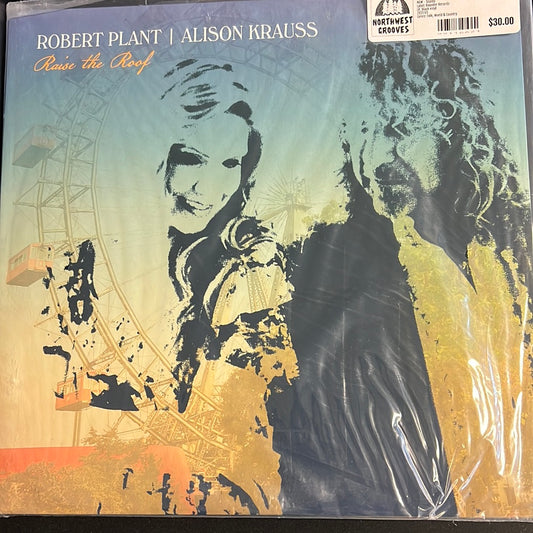 ROBERT PLANT | ALISON KRAUSS
Raise the Roof
NORTHWEST
GROOVES
$30.00